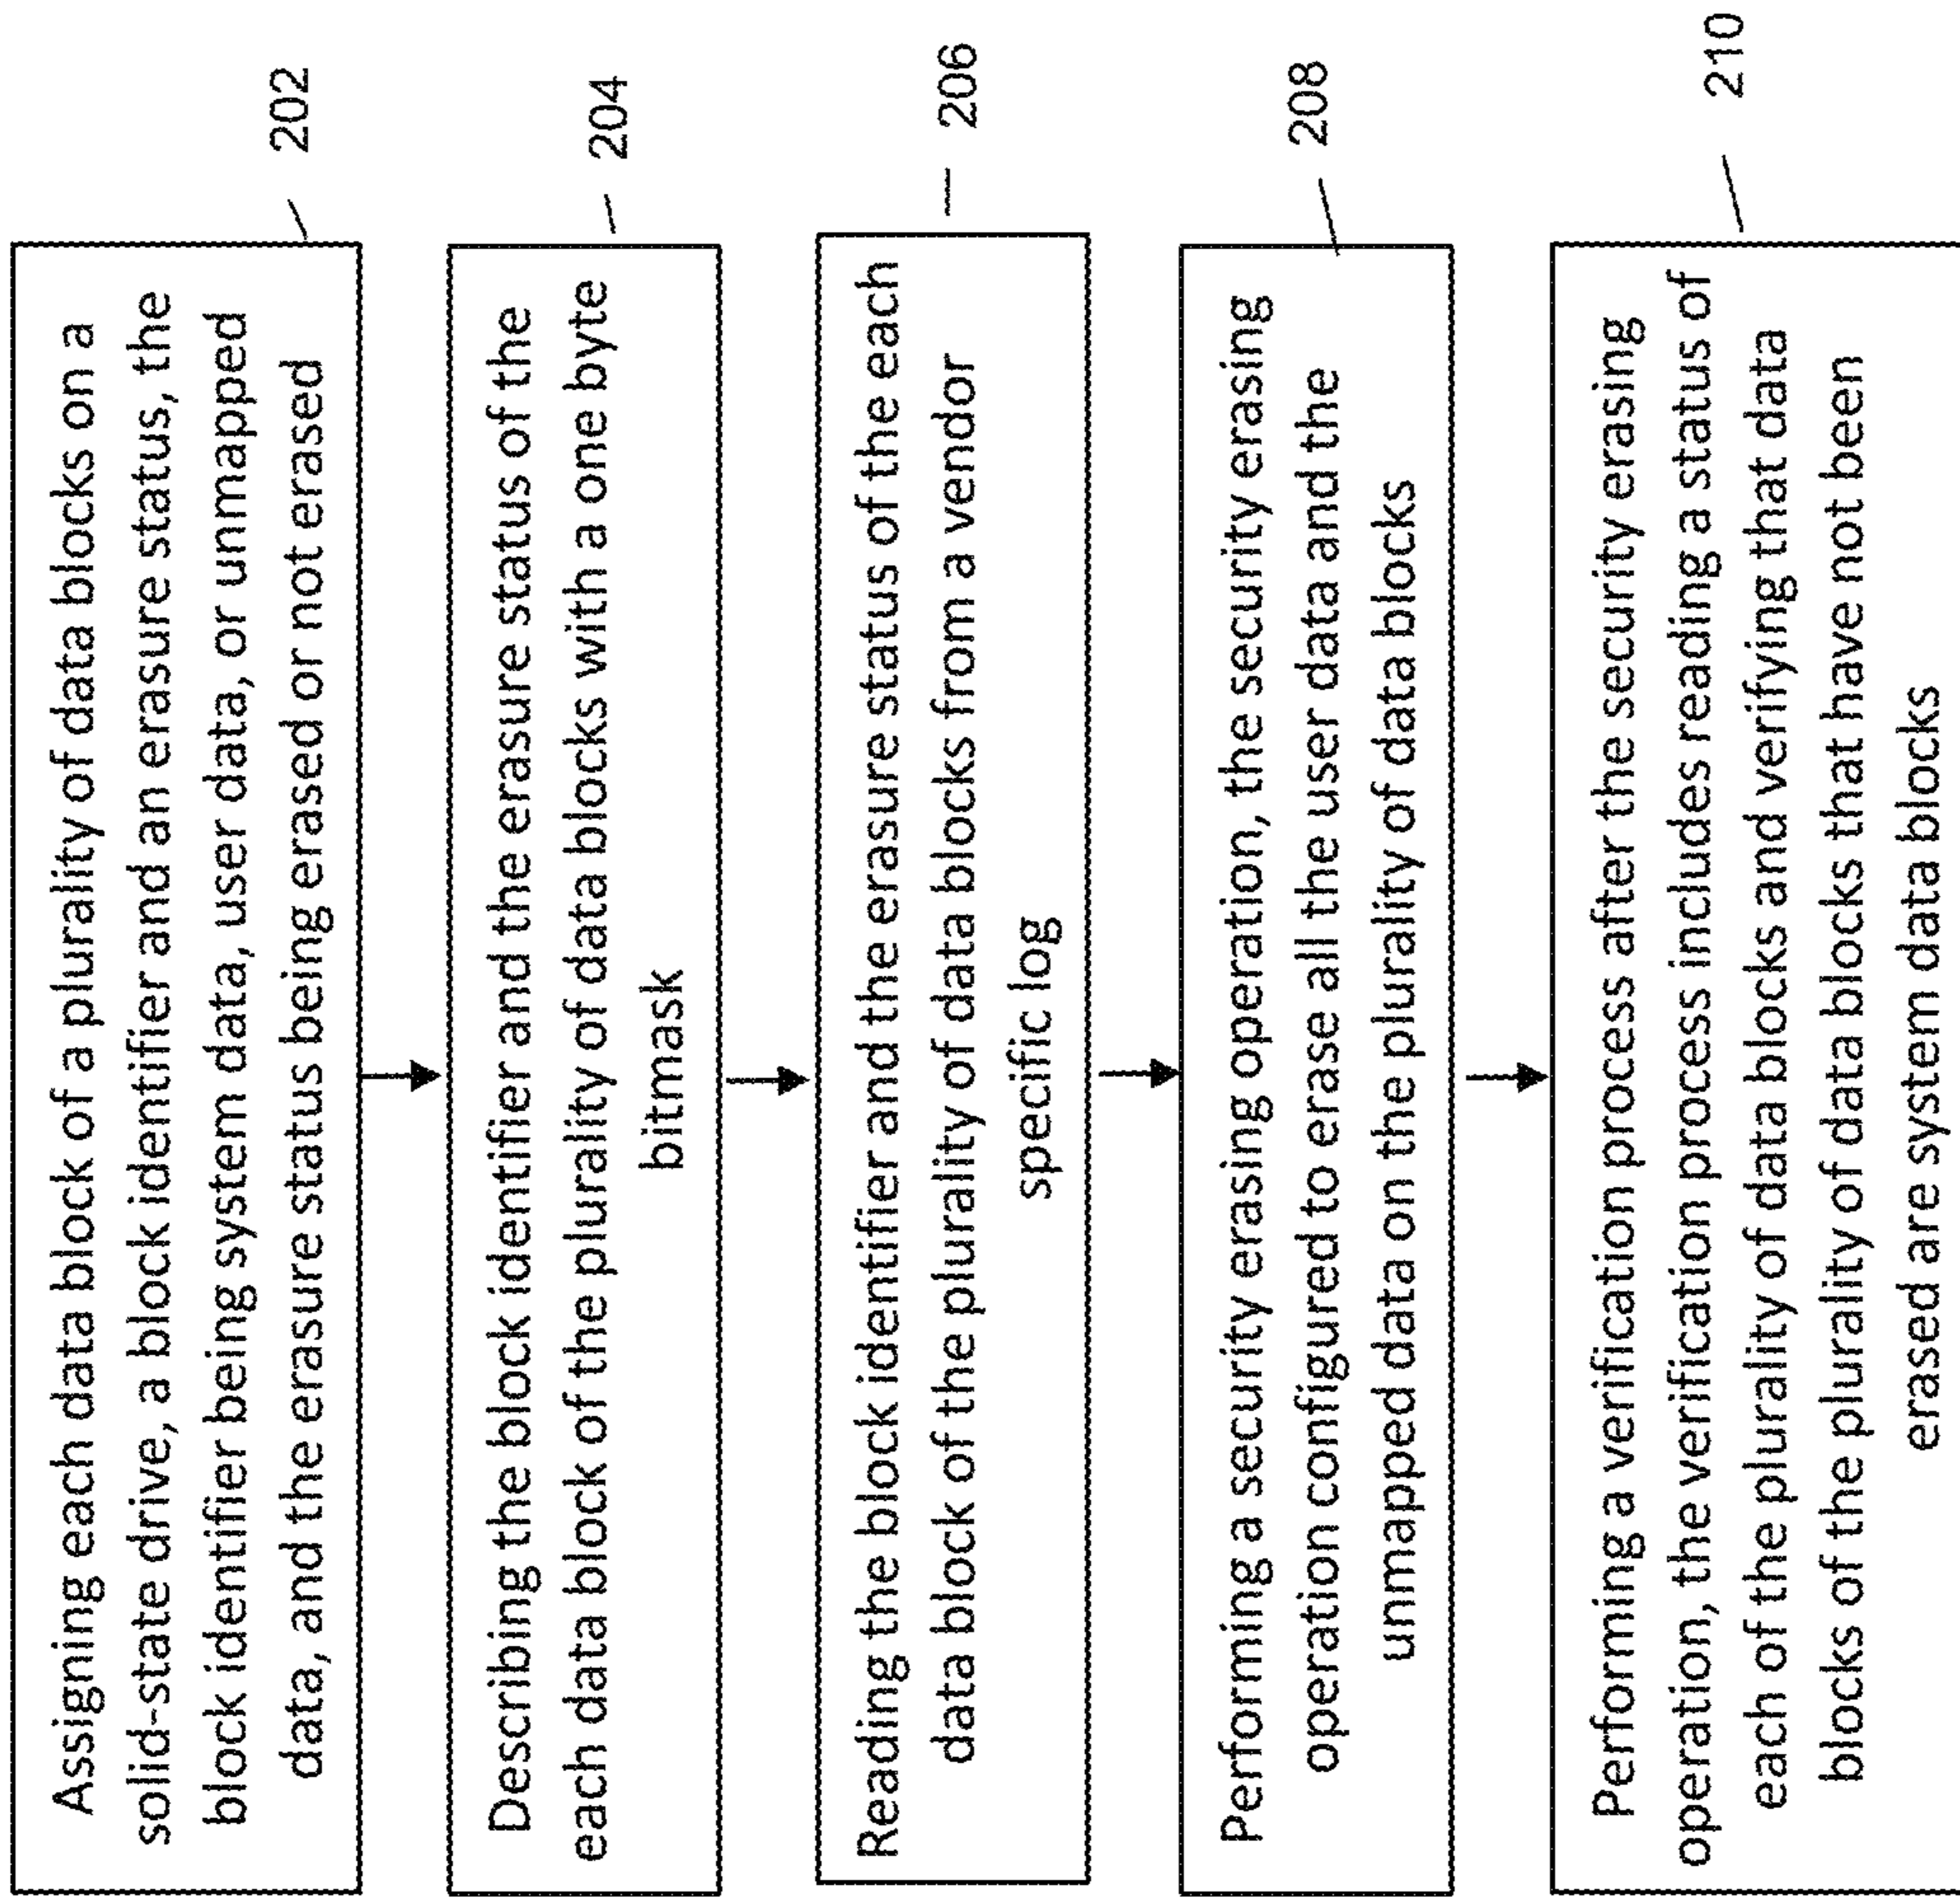 Assigning each data block of a plurality of data blocks on a
solid-state drive, a block identifier and an erasure status, the
block identifier being system data, user data, or unmapped
data, and the erasure status being erased or not erased
202
Describing the block identifier and the erasure status of the
each data block of the plurality of data blocks with a one byte
bitmask
204
Reading the block identifier and the erasure status of the each
data block of the plurality of data blocks from a vendor
specific log
206
Performing a security erasing operation, the security erasing
operation configured to erase all the user data and the
unmapped data on the plurality of data blocks
208
Performing a verification process after the security erasing
operation, the verification process includes reading a status of
each of the plurality of data blocks and verifying that data
blocks of the plurality of data blocks that have not been
erased are system data blocks
210